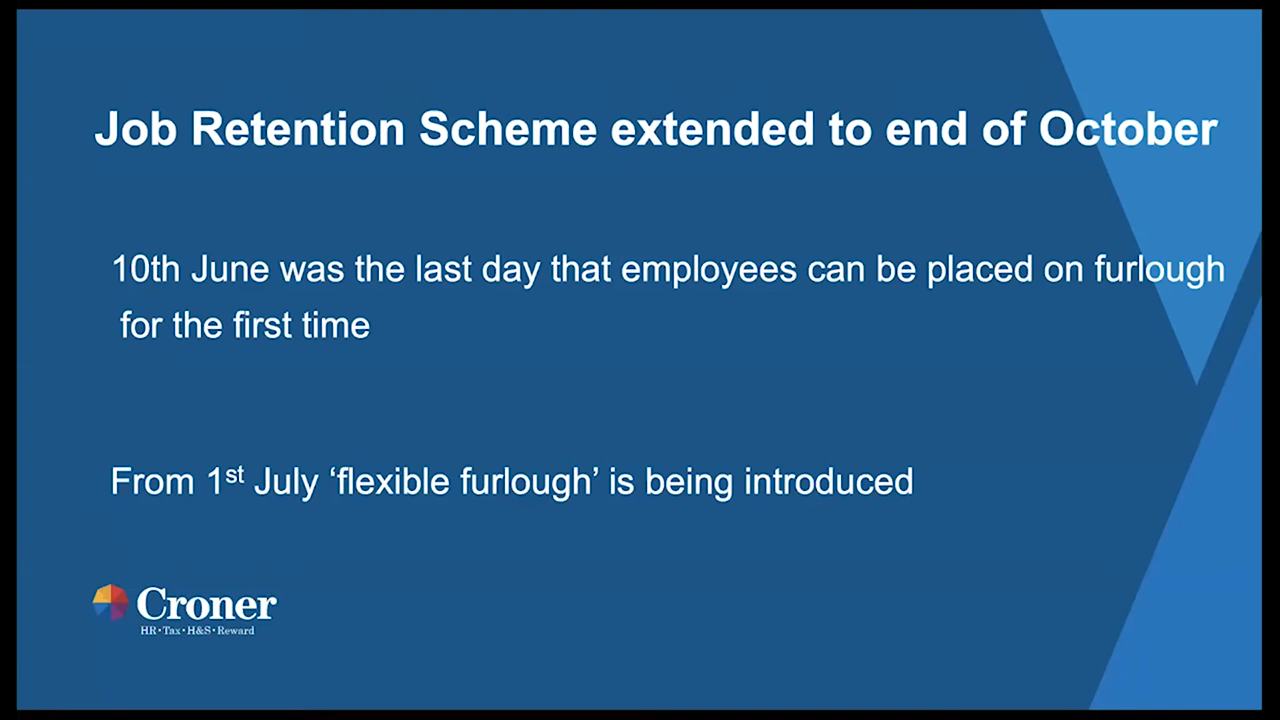 Job Retention Scheme extended to end of October
10th June was the last day that employees can be placed on furlough
for the first time
From 1st July ‘flexible furlough’ is being introduced
Croner
HR•Tax•H&S•Reward